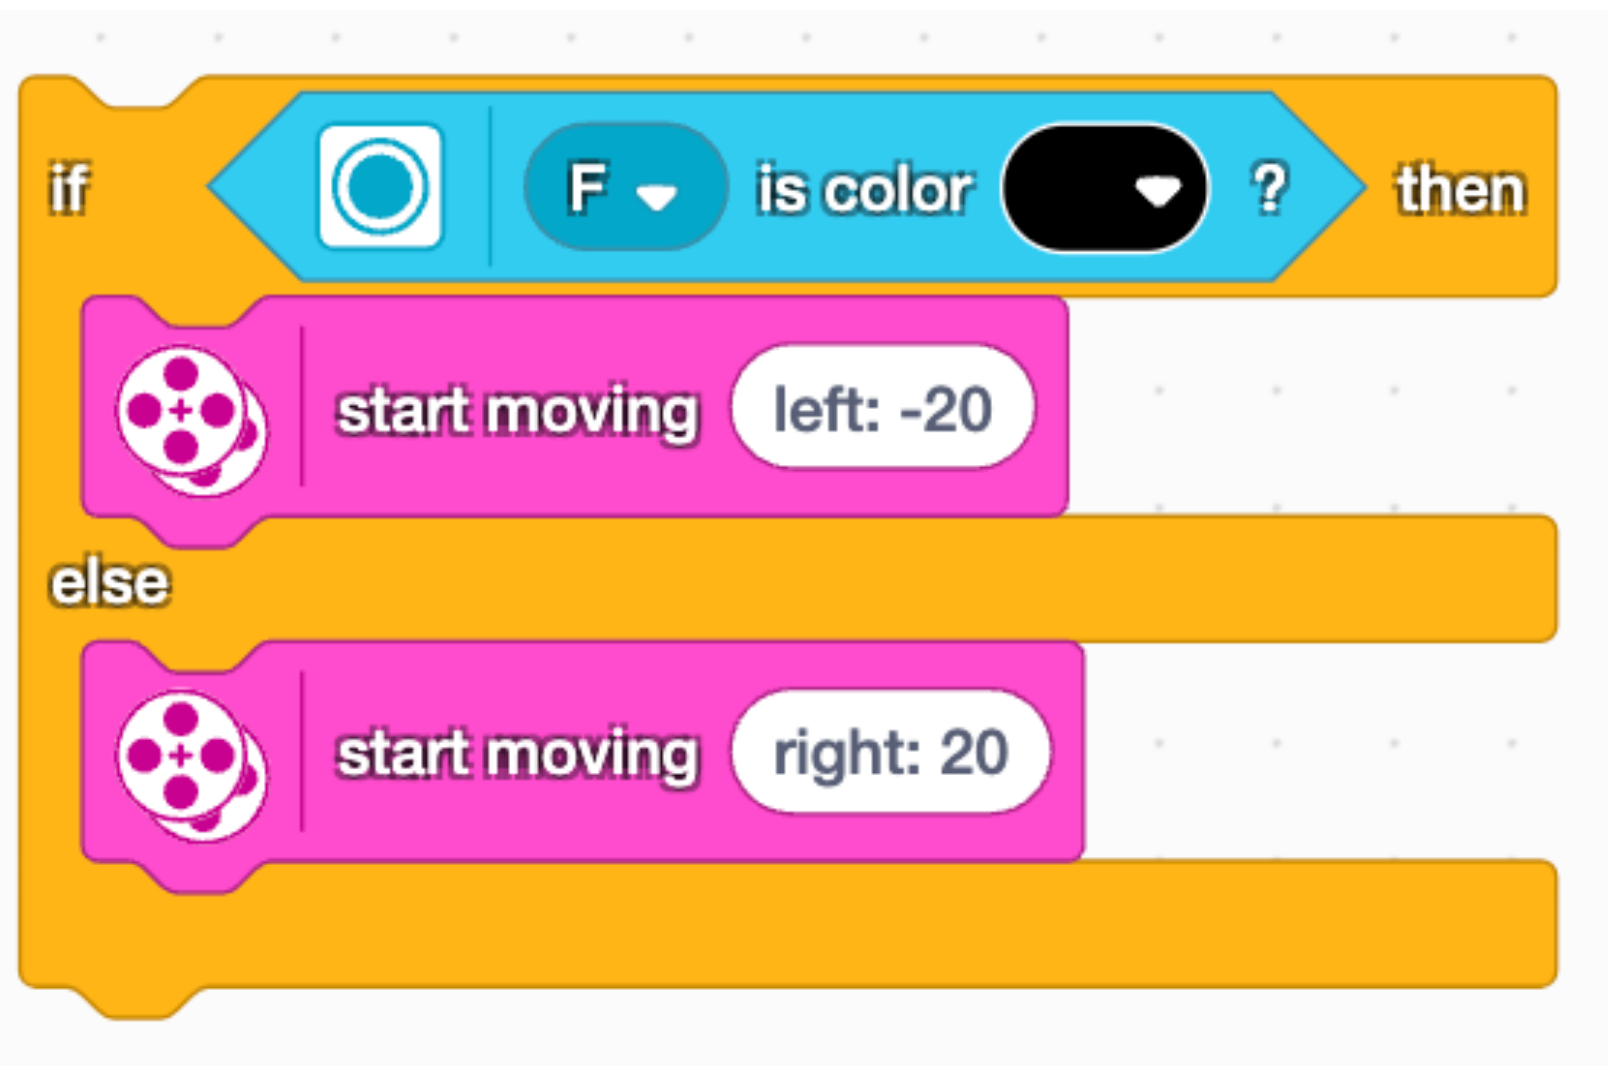 if F is color ? then
start moving left: -20
else
start moving right: 20